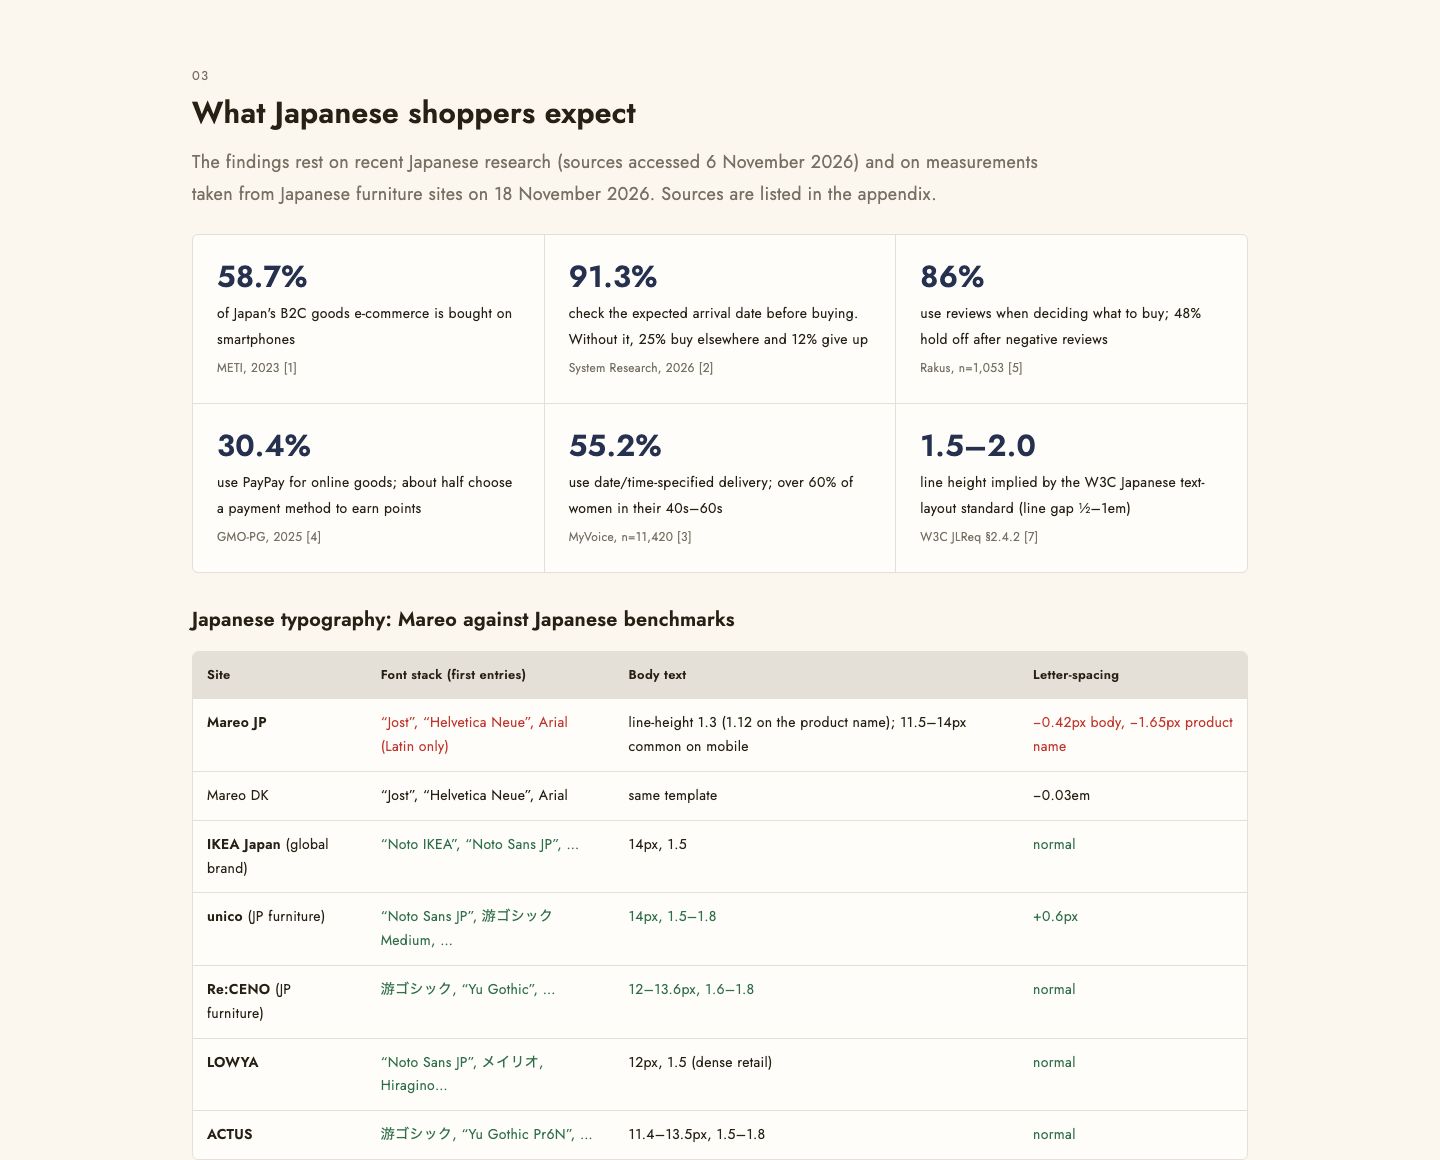 03
What Japanese shoppers expect
The findings rest on recent Japanese research (sources accessed 6 November 2026) and on measurements
taken from Japanese furniture sites on 18 November 2026. Sources are listed in the appendix.
58.7%
of Japan's B2C goods e-commerce is bought on
smartphones
METI, 2023 [1]
91.3%
check the expected arrival date before buying.
Without it, 25% buy elsewhere and 12% give up
System Research, 2026 [2]
86%
use reviews when deciding what to buy; 48%
hold off after negative reviews
Rakus, n=1,053 [5]
30.4%
use PayPay for online goods; about half choose
a payment method to earn points
GMO-PG, 2025 [4]
55.2%
use date/time-specified delivery; over 60% of
women in their 40s–60s
MyVoice, n=11,420 [3]
1.5–2.0
line height implied by the W3C Japanese text-
layout standard (line gap ½–1em)
W3C JLReq §2.4.2 [7]
Japanese typography: Mareo against Japanese benchmarks
Site Font stack (first entries) Body text Letter-spacing
Mareo JP “Jost”, “Helvetica Neue”, Arial line-height 1.3 (1.12 on the product name); 11.5–14px −0.42px body, −1.65px product
(Latin only) common on mobile name
Mareo DK “Jost”, “Helvetica Neue”, Arial same template −0.03em
IKEA Japan (global “Noto IKEA”, “Noto Sans JP”, … 14px, 1.5 normal
brand)
unico (JP furniture) “Noto Sans JP”, 游ゴシック 14px, 1.5–1.8 +0.6px
Medium, …
Re:CENO (JP 游ゴシック, “Yu Gothic”, … 12–13.6px, 1.6–1.8 normal
furniture)
LOWYA “Noto Sans JP”, メイリオ, 12px, 1.5 (dense retail) normal
Hiragino…
ACTUS 游ゴシック, “Yu Gothic Pr6N”, … 11.4–13.5px, 1.5–1.8 normal